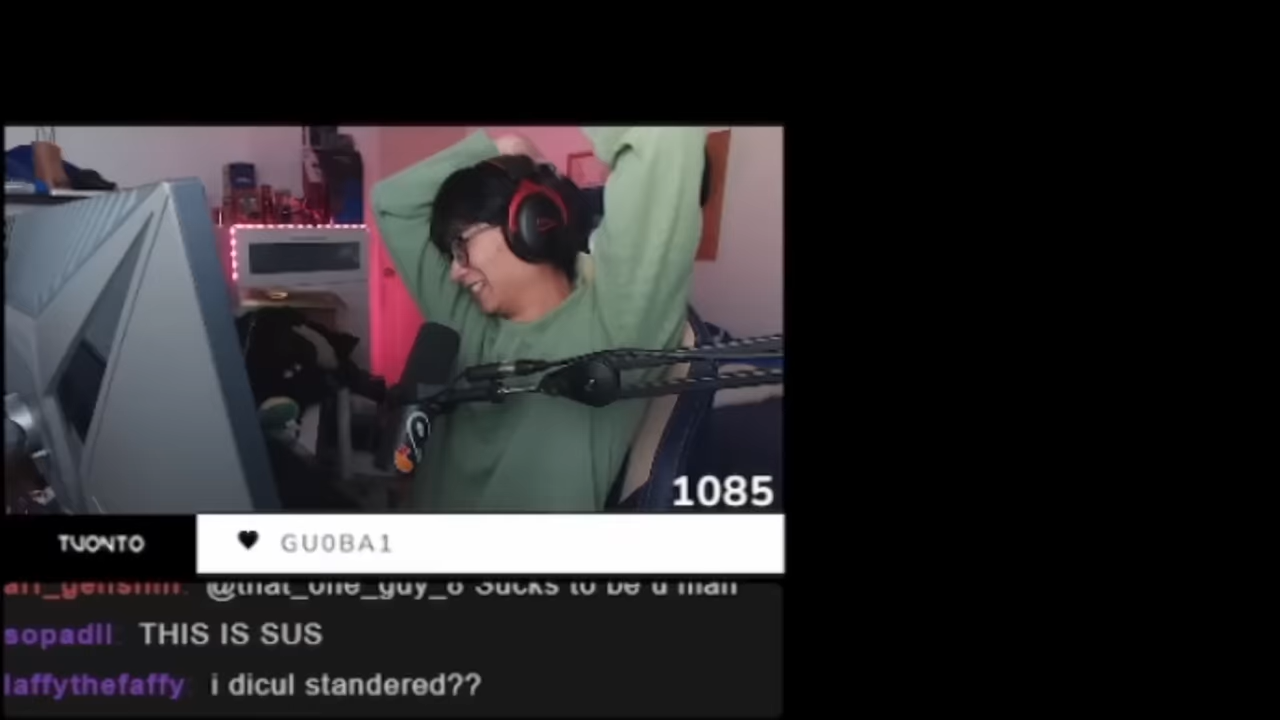 1085
TUONTO
GU0BA1
@that_one_guy_8 Sucks to be u man
sopadll: THIS IS SUS
laffythefaffy: i dicul standered??